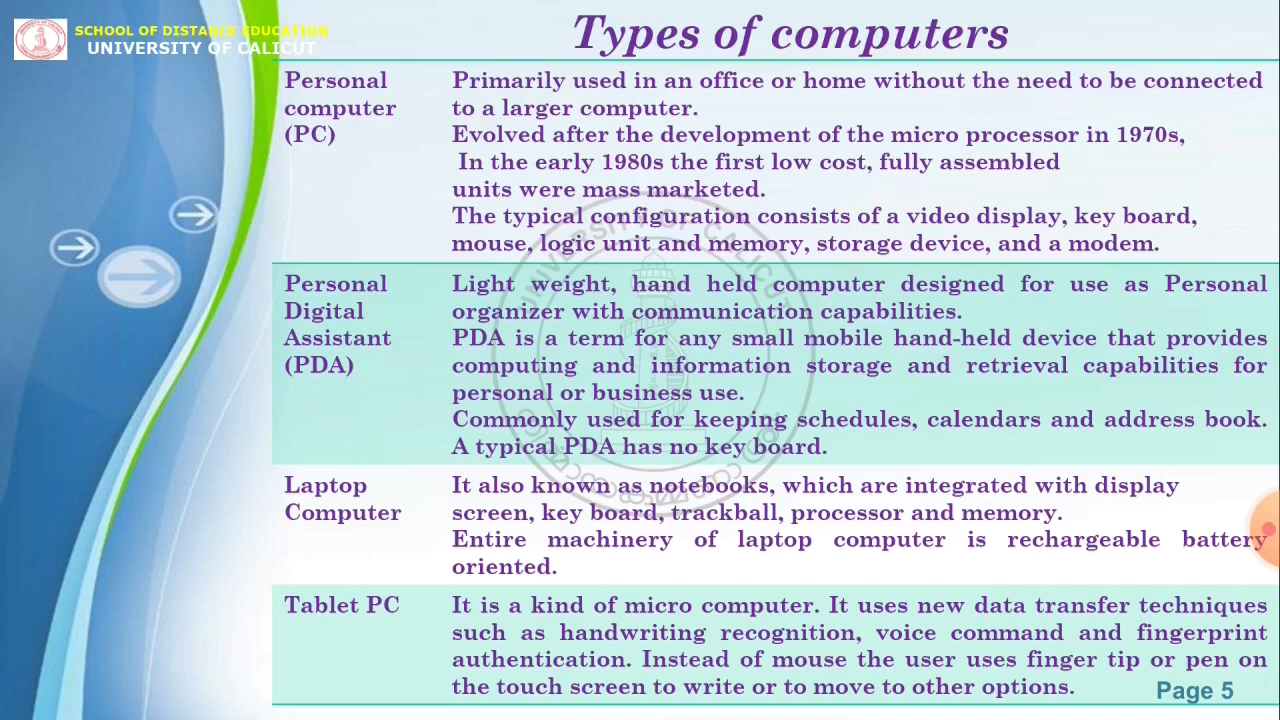 SCHOOL OF DISTANCE EDUCATION
UNIVERSITY OF CALICUT
Types of computers
Personal
computer
(PC)
Primarily used in an office or home without the need to be connected
to a larger computer.
Evolved after the development of the micro processor in 1970s,
In the early 1980s the first low cost, fully assembled
units were mass marketed.
The typical configuration consists of a video display, key board,
mouse, logic unit and memory, storage device, and a modem.
Personal
Digital
Assistant
(PDA)
Light weight, hand held computer designed for use as Personal
organizer with communication capabilities.
PDA is a term for any small mobile hand-held device that provides
computing and information storage and retrieval capabilities for
personal or business use.
Commonly used for keeping schedules, calendars and address book.
A typical PDA has no key board.
Laptop
Computer
It also known as notebooks, which are integrated with display
screen, key board, trackball, processor and memory.
Entire machinery of laptop computer is rechargeable battery
oriented.
Tablet PC
It is a kind of micro computer. It uses new data transfer techniques
such as handwriting recognition, voice command and fingerprint
authentication. Instead of mouse the user uses finger tip or pen on
the touch screen to write or to move to other options.
Page 5
UNIVERSITY OF CALICUT